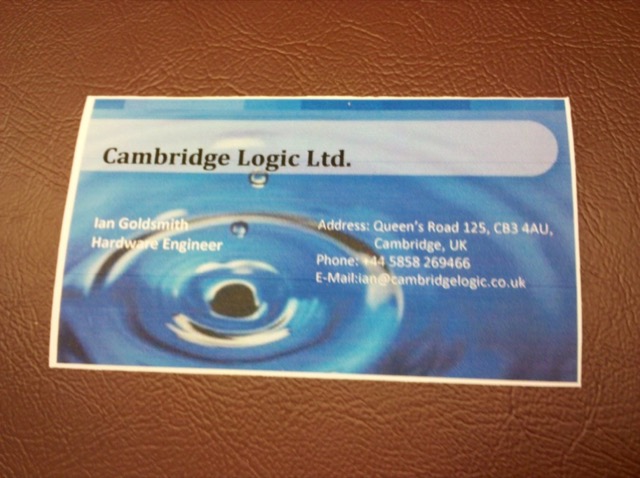 Cambridge Logic Ltd.
Ian Goldsmith
Hardware Engineer
Address: Queen's Road 125, CB3 4AU,
Cambridge, UK
Phone: +44 5858 269466
E-Mail:ian@cambridgelogic.co.uk